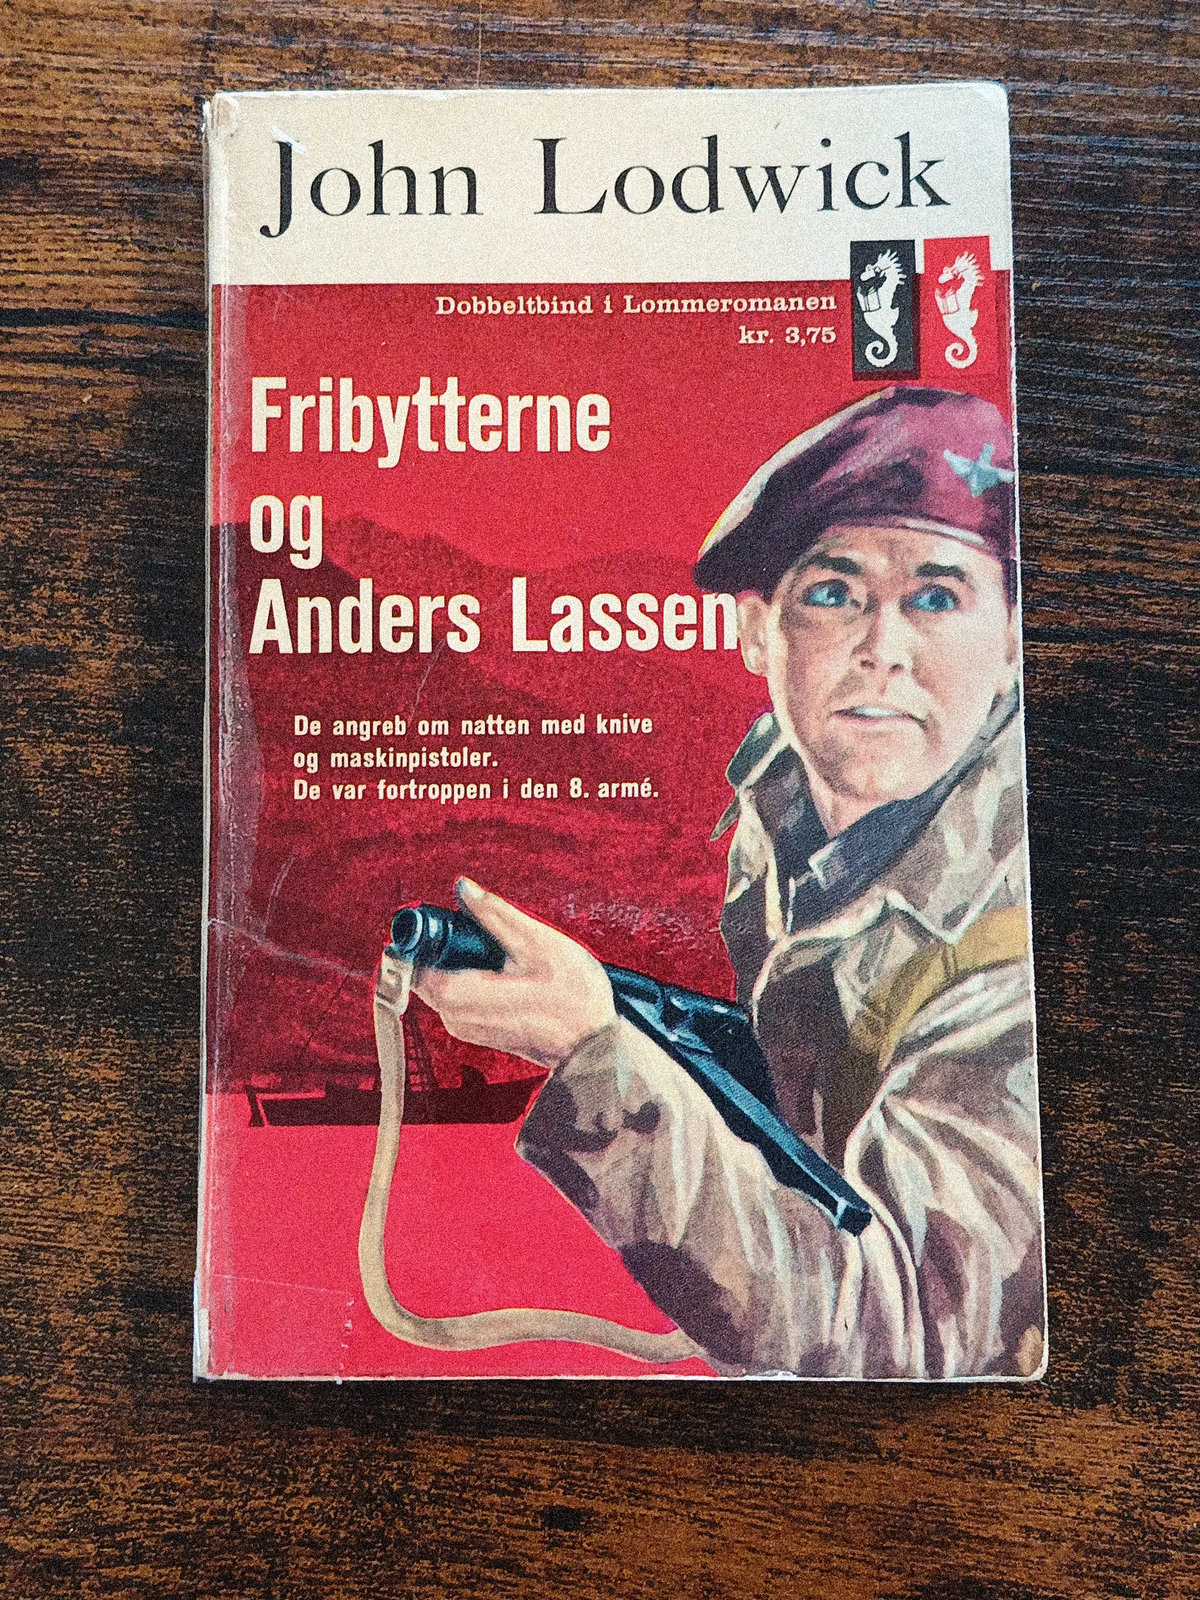 John Lodwick
Dobbeltbind i Lommeromanen
kr. 3,75
Fribytterne
og
Anders Lassen
De angreb om natten med knive
og maskinpistoler.
De var fortroppen i den 8. armé.